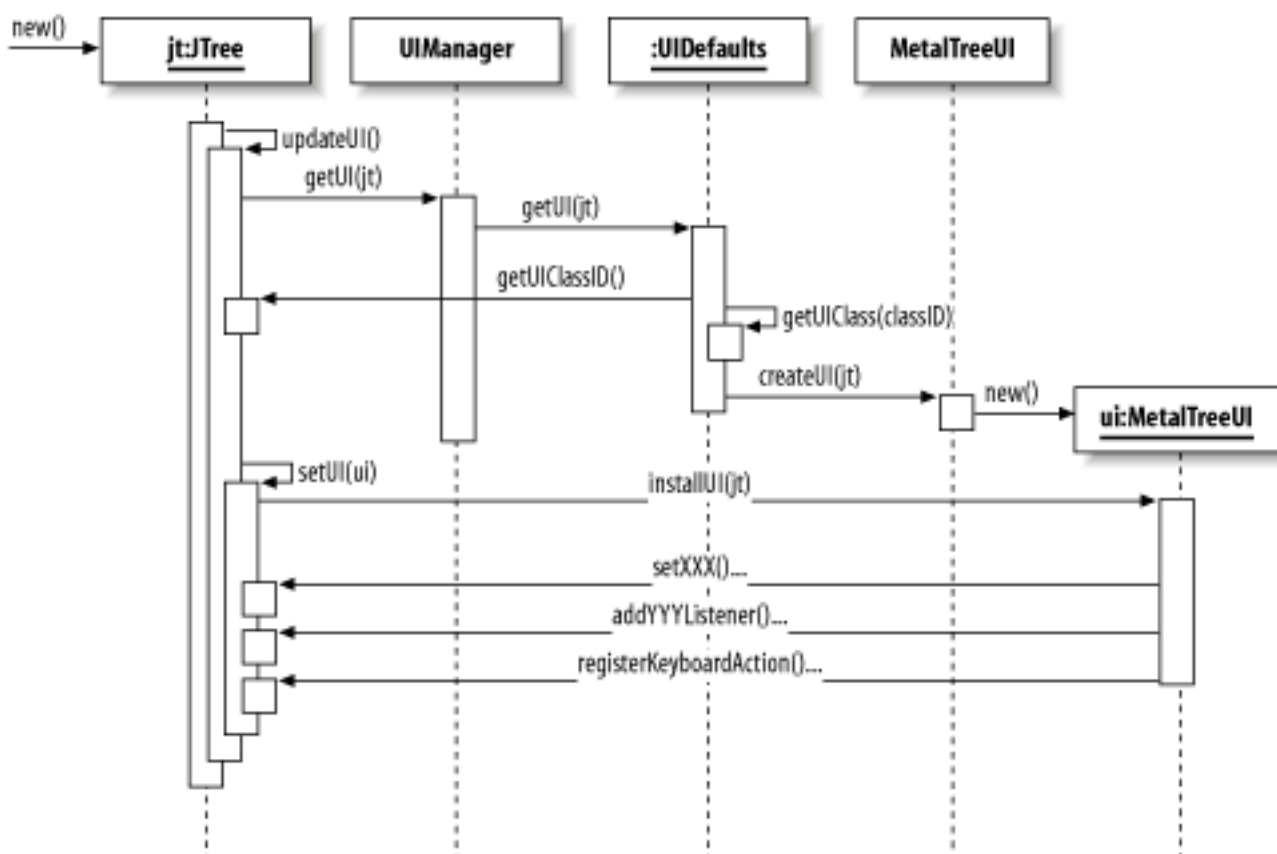 new()
jt:JTree
UIManager
:UIDefaults
MetalTreeUI
updateUI()
getUI(jt)
getUI(jt)
getUIClassID()
getUIClass(classID)
createUI(jt)
new()
ui:MetalTreeUI
setUI(ui)
installUI(jt)
setXXX()...
addYYYListener()...
registerKeyboardAction()...